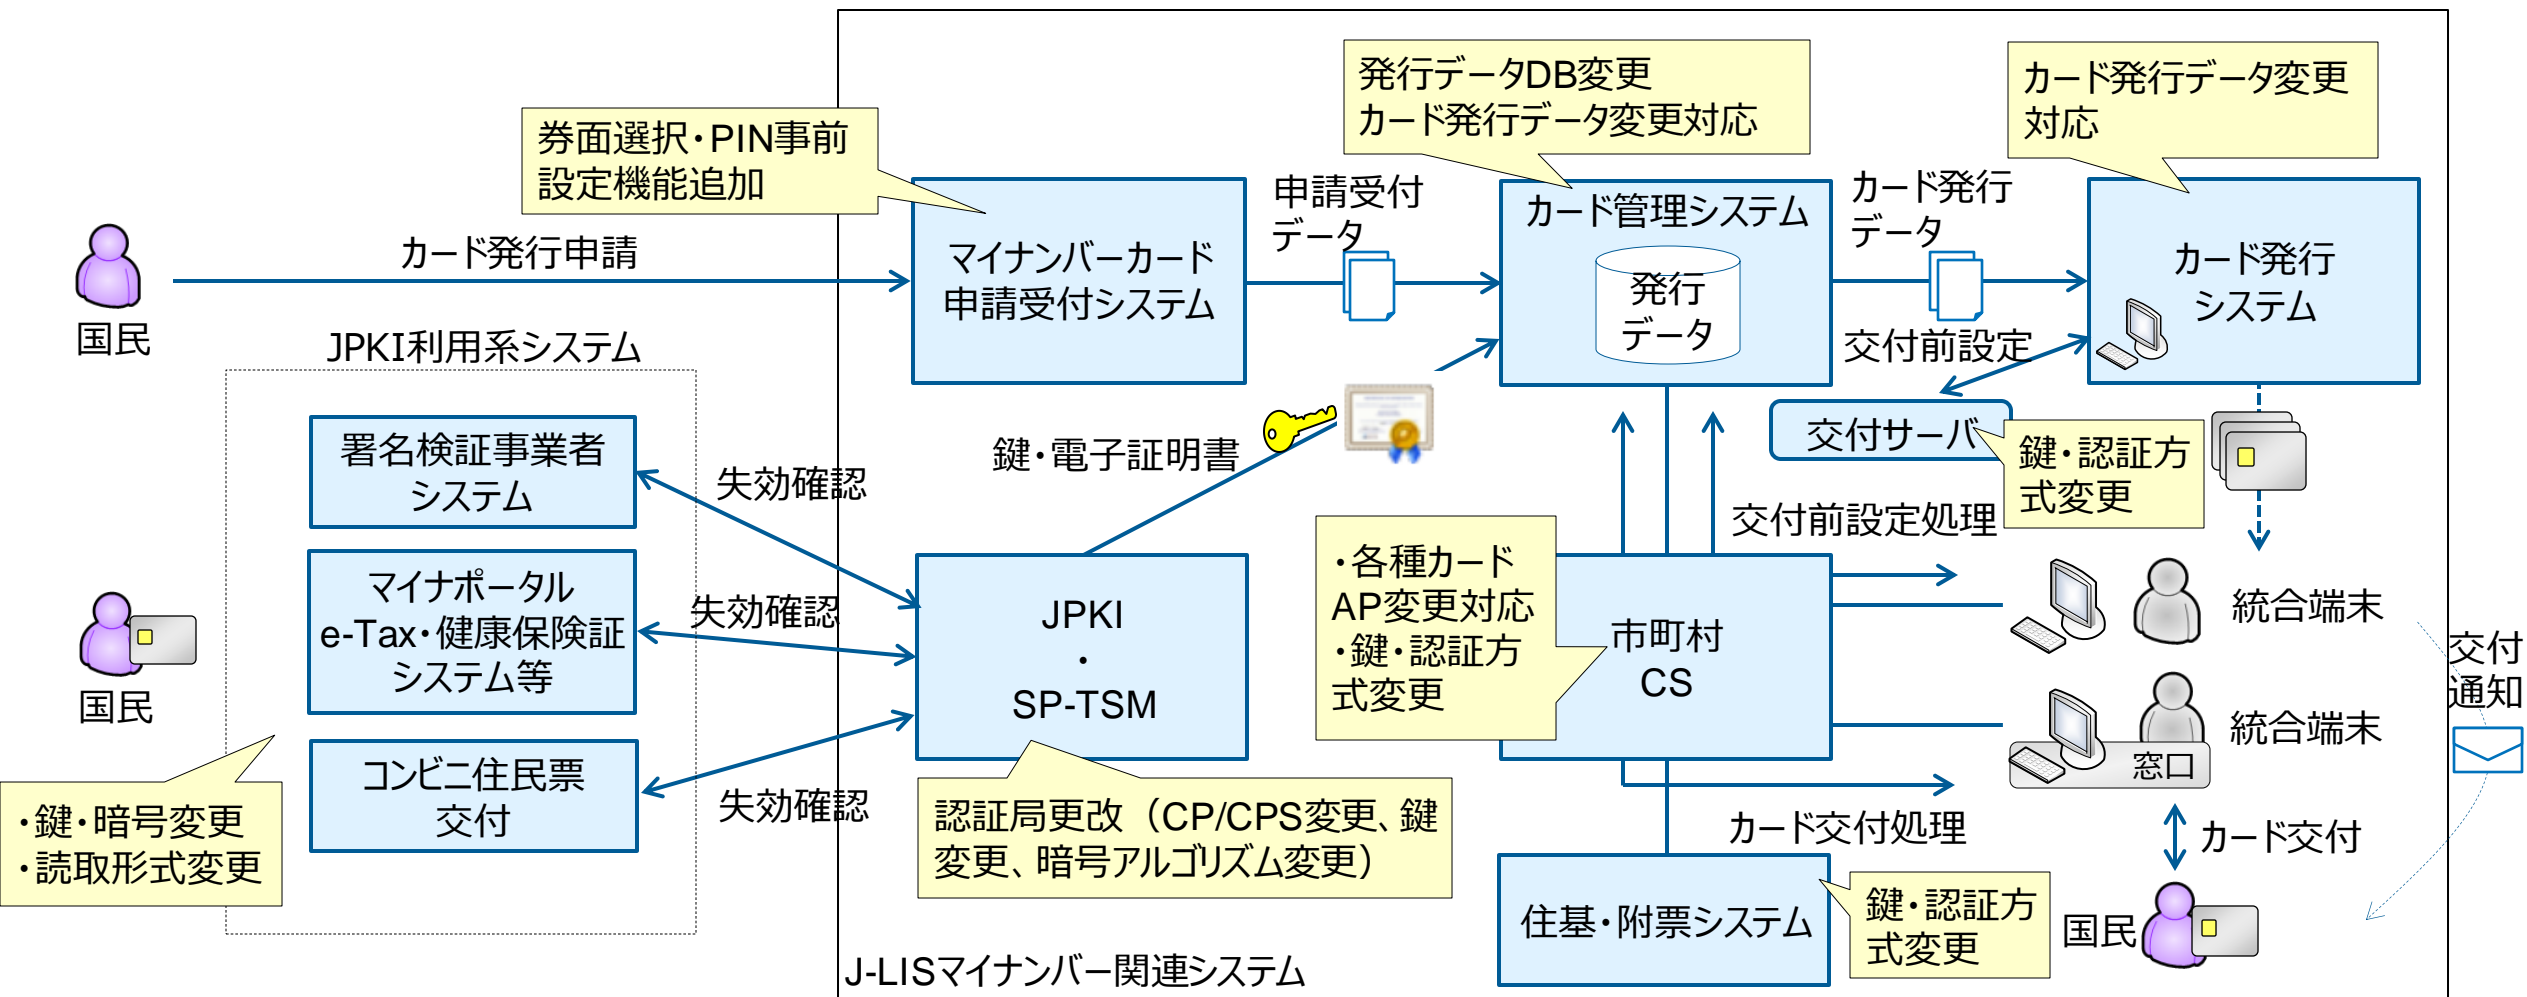 発行データDB変更
カード発行データ変更対応
カード発行データ変更
対応
券面選択・PIN事前
設定機能追加
国民
カード発行申請
マイナンバーカード
申請受付システム
申請受付
データ
カード管理システム
発行
データ
カード発行
データ
カード発行
システム
交付前設定
交付サーバ
鍵・認証方
式変更
JPKI利用系システム
署名検証事業者
システム
マイナポータル
e-Tax・健康保険証
システム等
コンビニ住民票
交付
国民
・鍵・暗号変更
・読取形式変更
失効確認
失効確認
失効確認
鍵・電子証明書
JPKI
・
SP-TSM
認証局更改（CP/CPS変更、鍵
変更、暗号アルゴリズム変更）
・各種カード
AP変更対応
・鍵・認証方
式変更
市町村
CS
交付前設定処理
統合端末
統合端末
窓口
交付
通知
カード交付処理
カード交付
住基・附票システム
鍵・認証方
式変更
国民
J-LISマイナンバー関連システム